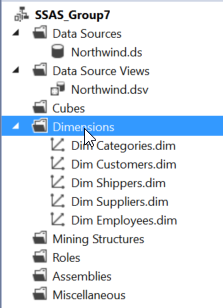 SSAS_Group7
Data Sources
Northwind.ds
Data Source Views
Northwind.dsv
Cubes
Dimensions
Dim Categories.dim
Dim Customers.dim
Dim Shippers.dim
Dim Suppliers.dim
Dim Employees.dim
Mining Structures
Roles
Assemblies
Miscellaneous